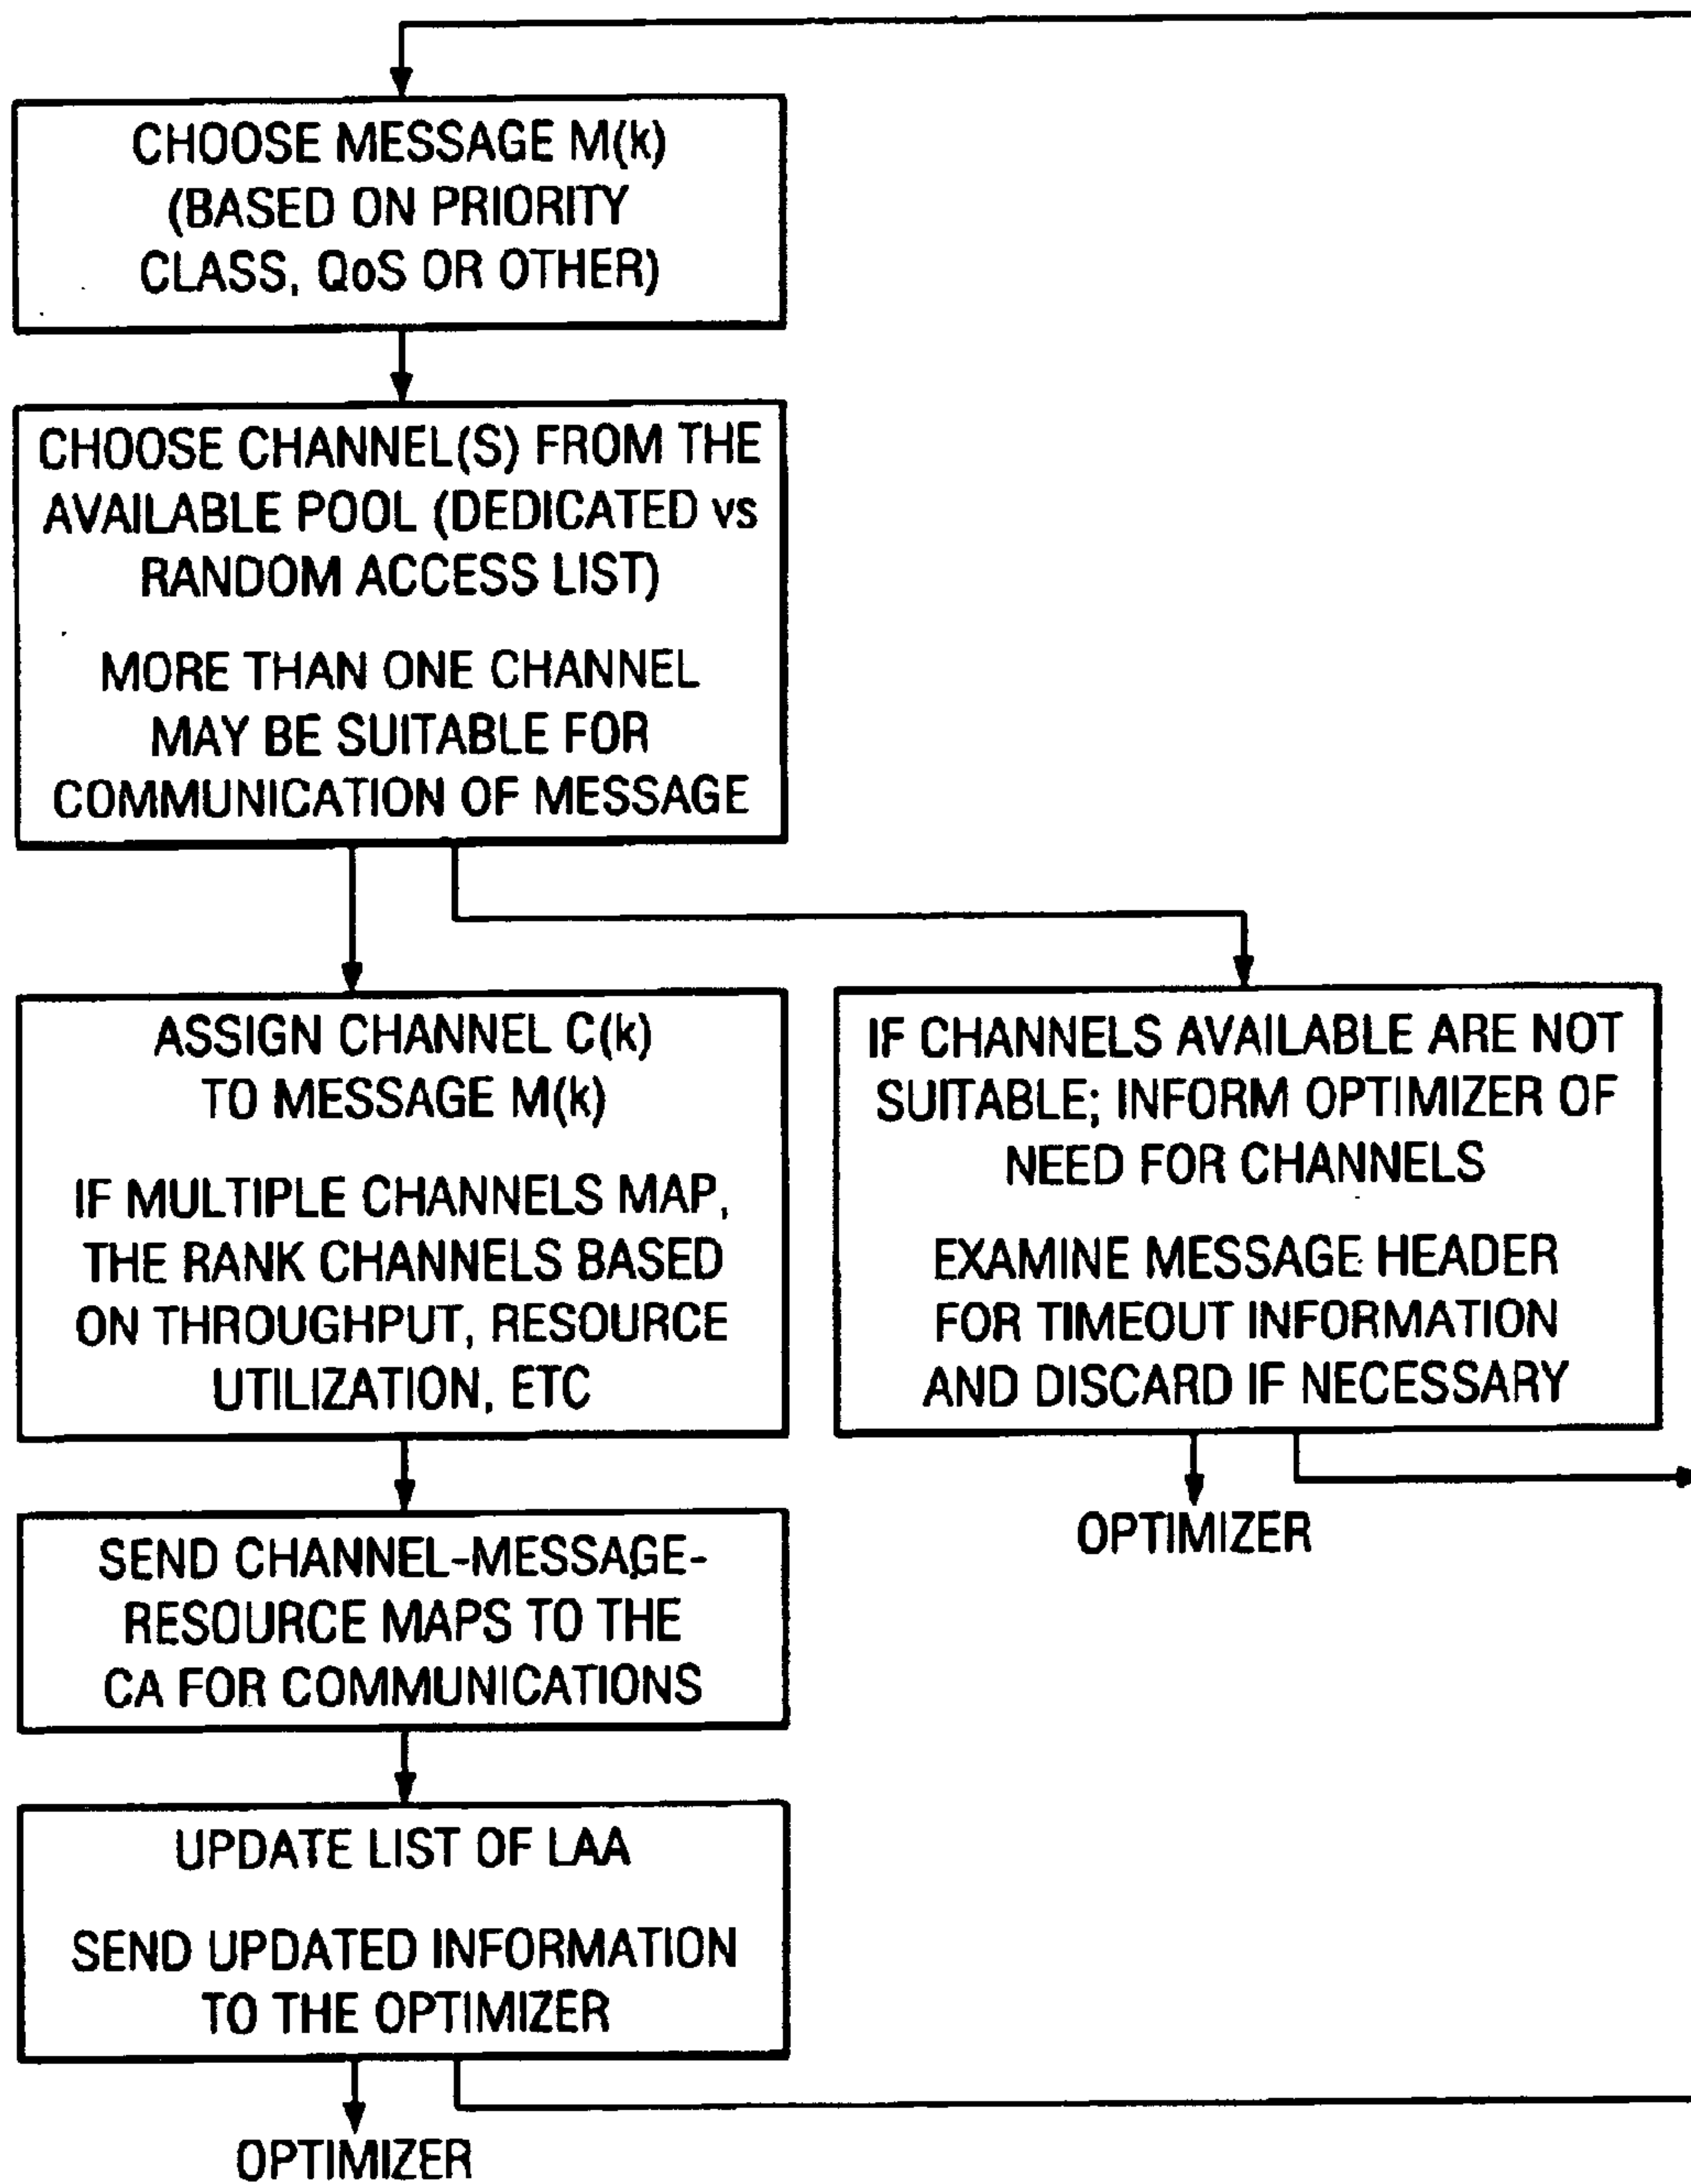 CHOOSE MESSAGE M(k)
(BASED ON PRIORITY
CLASS, QoS OR OTHER)
CHOOSE CHANNEL(S) FROM THE
AVAILABLE POOL (DEDICATED vs
RANDOM ACCESS LIST)
MORE THAN ONE CHANNEL
MAY BE SUITABLE FOR
COMMUNICATION OF MESSAGE
ASSIGN CHANNEL C(k)
TO MESSAGE M(k)
IF MULTIPLE CHANNELS MAP,
THE RANK CHANNELS BASED
ON THROUGHPUT, RESOURCE
UTILIZATION, ETC
IF CHANNELS AVAILABLE ARE NOT
SUITABLE; INFORM OPTIMIZER OF
NEED FOR CHANNELS
EXAMINE MESSAGE HEADER
FOR TIMEOUT INFORMATION
AND DISCARD IF NECESSARY
OPTIMIZER
SEND CHANNEL-MESSAGE-
RESOURCE MAPS TO THE
CA FOR COMMUNICATIONS
UPDATE LIST OF LAA
SEND UPDATED INFORMATION
TO THE OPTIMIZER
OPTIMIZER